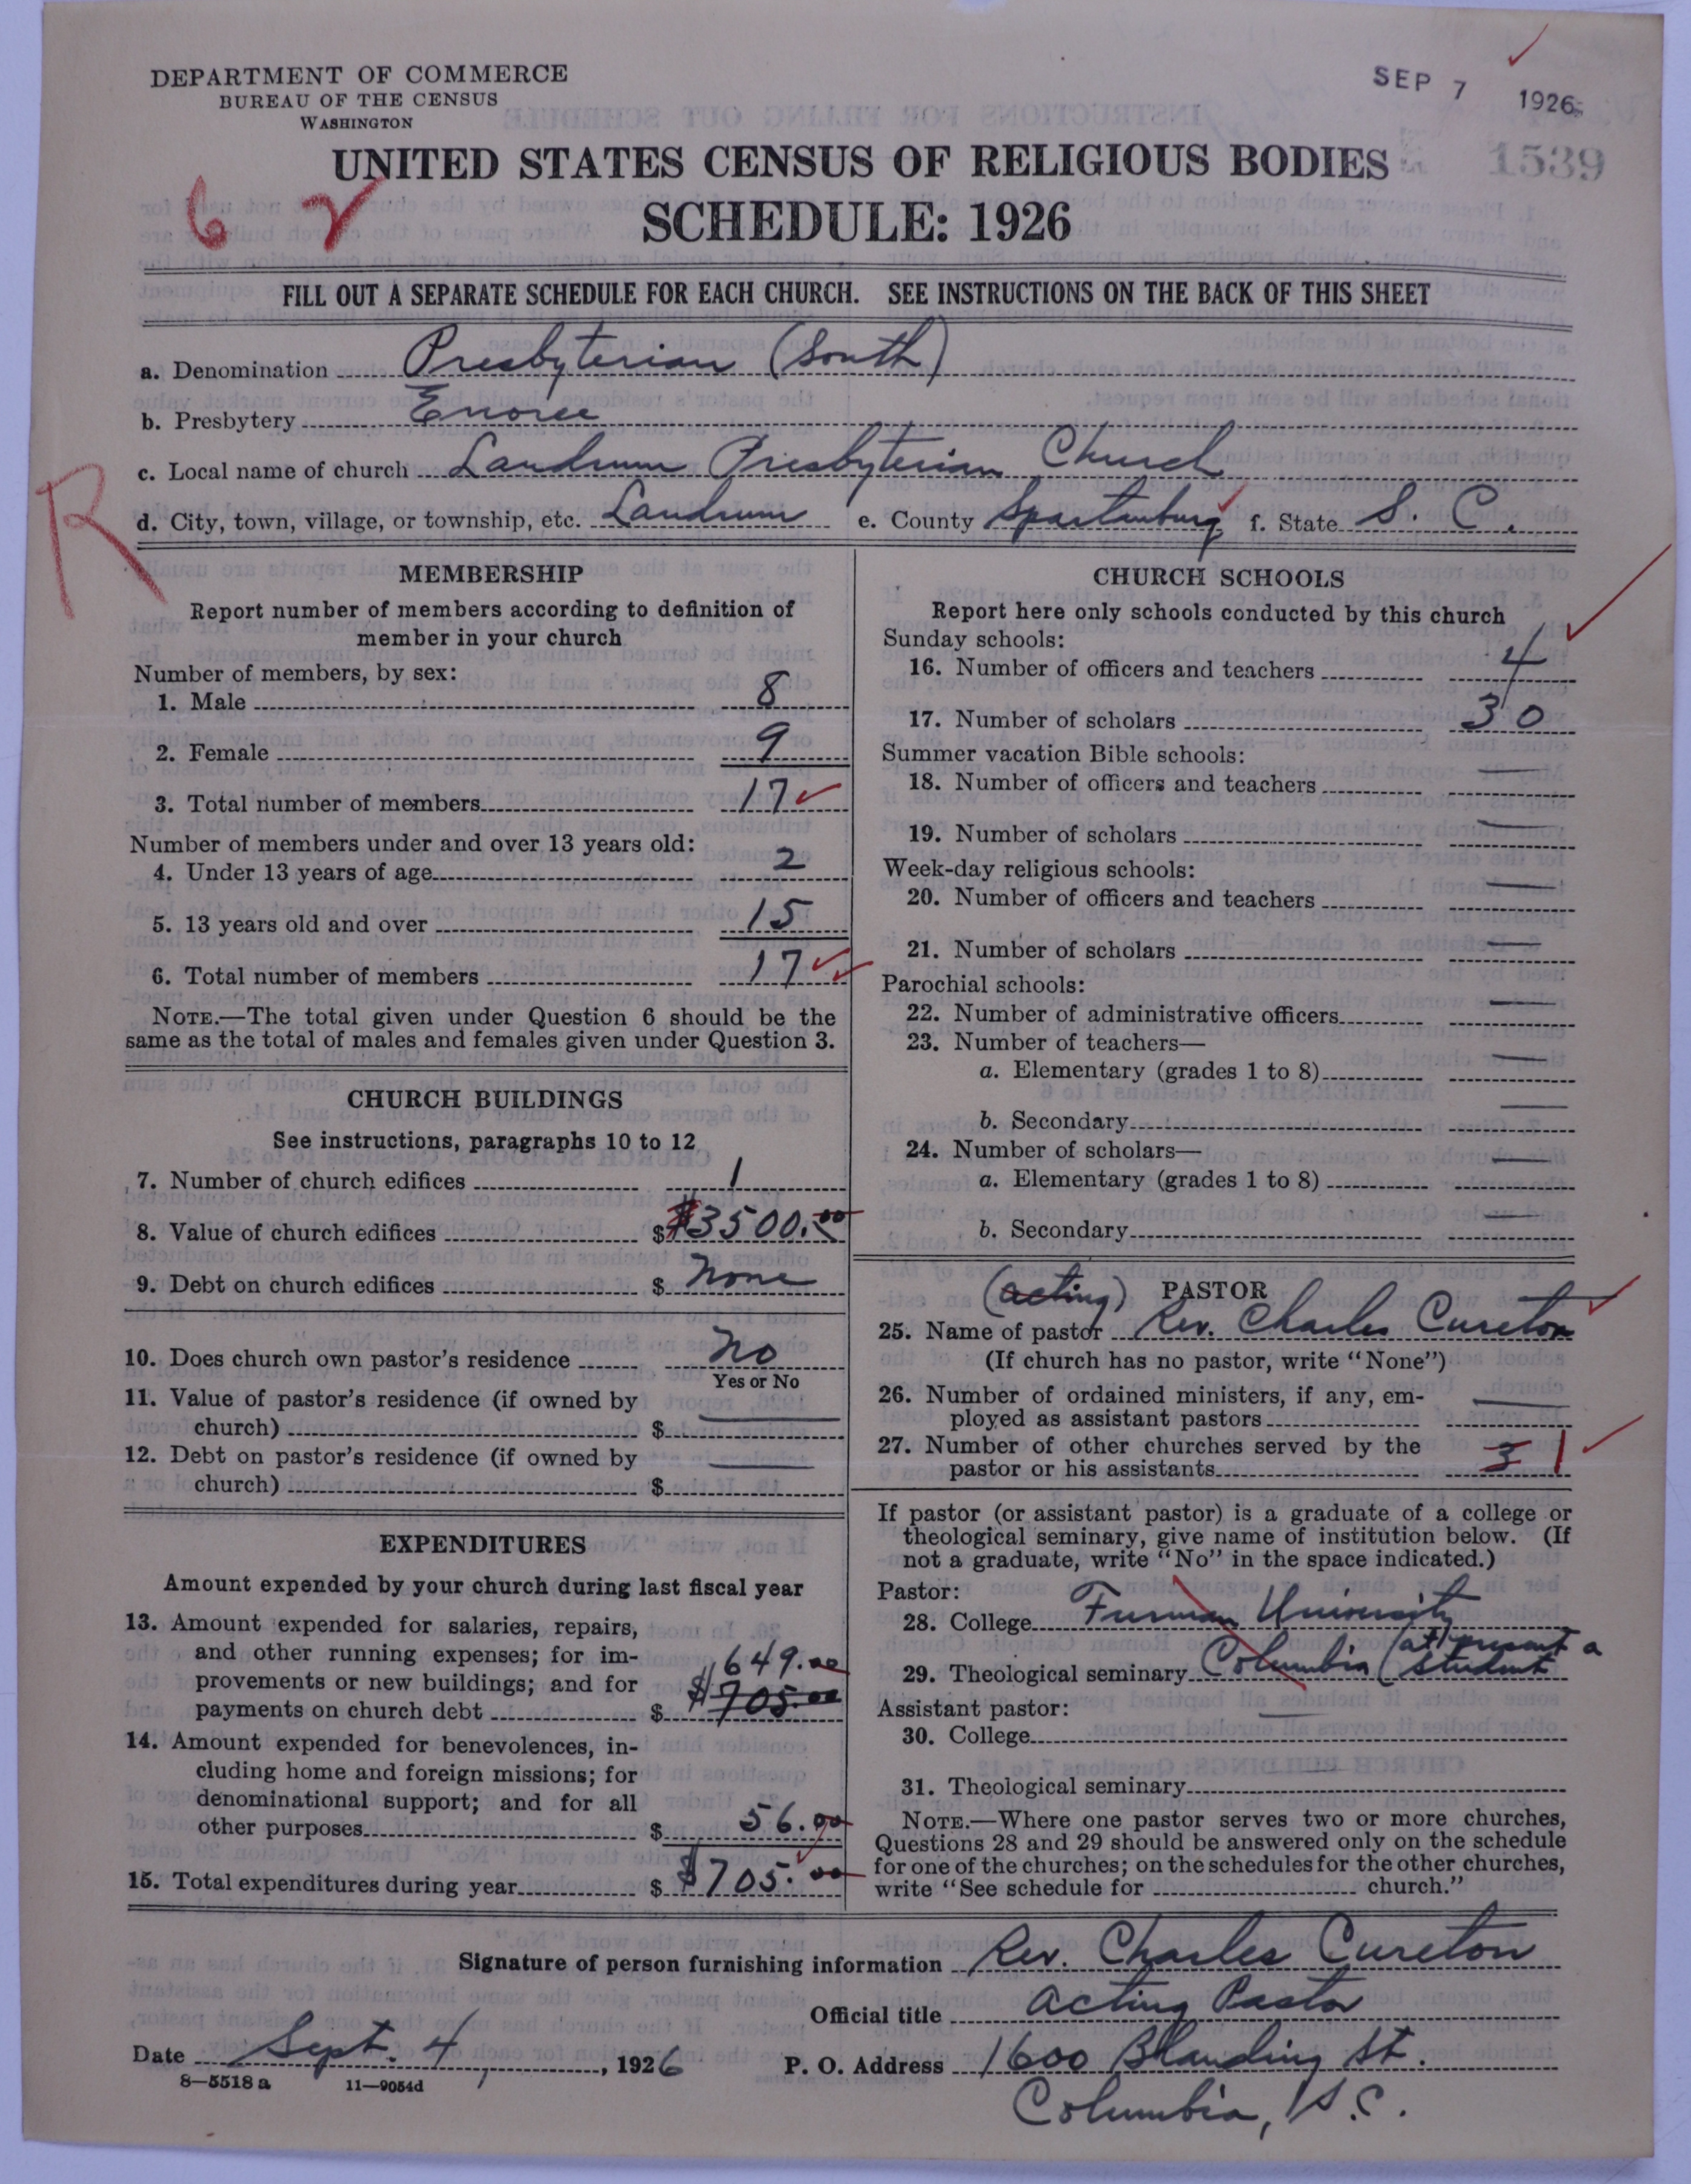 DEPARTMENT OF COMMERCE
BUREAU OF THE CENSUS
WASHINGTON
SEP 7 1926
1539
UNITED STATES CENSUS OF RELIGIOUS BODIES
SCHEDULE: 1926
6
R
FILL OUT A SEPARATE SCHEDULE FOR EACH CHURCH. SEE INSTRUCTIONS ON THE BACK OF THIS SHEET
a. Denomination Presbyterian (South)
b. Presbytery Enoree
c. Local name of church Landrum Presbyterian Church
d. City, town, village, or township, etc. Landrum e. County Spartanburg f. State S. C.
MEMBERSHIP
Report number of members according to definition of
member in your church
Number of members, by sex:
1. Male 8
2. Female 9
3. Total number of members 17
Number of members under and over 13 years old:
4. Under 13 years of age 2
5. 13 years old and over 15
6. Total number of members 17
NOTE.—The total given under Question 6 should be the
same as the total of males and females given under Question 3.
CHURCH BUILDINGS
See instructions, paragraphs 10 to 12
7. Number of church edifices 1
8. Value of church edifices $ $3500.00
9. Debt on church edifices $ None
10. Does church own pastor's residence No
Yes or No
11. Value of pastor's residence (if owned by
church) $
12. Debt on pastor's residence (if owned by
church) $
EXPENDITURES
Amount expended by your church during last fiscal year
13. Amount expended for salaries, repairs,
and other running expenses; for im-
provements or new buildings; and for 649.00
payments on church debt $ $705.00
14. Amount expended for benevolences, in-
cluding home and foreign missions; for
denominational support; and for all
other purposes $ 56.00
15. Total expenditures during year $ $705.00
CHURCH SCHOOLS
Report here only schools conducted by this church
Sunday schools:
16. Number of officers and teachers 4
17. Number of scholars 30
Summer vacation Bible schools:
18. Number of officers and teachers
19. Number of scholars
Week-day religious schools:
20. Number of officers and teachers
21. Number of scholars
Parochial schools:
22. Number of administrative officers
23. Number of teachers—
a. Elementary (grades 1 to 8)
b. Secondary
24. Number of scholars—
a. Elementary (grades 1 to 8)
b. Secondary
(acting) PASTOR
25. Name of pastor Rev. Charles Cureton
(If church has no pastor, write "None")
26. Number of ordained ministers, if any, em-
ployed as assistant pastors
27. Number of other churches served by the
pastor or his assistants 3 1
If pastor (or assistant pastor) is a graduate of a college or
theological seminary, give name of institution below. (If
not a graduate, write "No" in the space indicated.)
Pastor:
28. College Furman University
29. Theological seminary Columbia (at present a student
Assistant pastor:
30. College
31. Theological seminary
NOTE.—Where one pastor serves two or more churches,
Questions 28 and 29 should be answered only on the schedule
for one of the churches; on the schedules for the other churches,
write "See schedule for church."
Signature of person furnishing information Rev. Charles Cureton
Official title Acting Pastor
Date Sept. 4, 1926 P. O. Address 1600 Blanding St.
8—5518 a 11—9054d
Columbia, S.C.